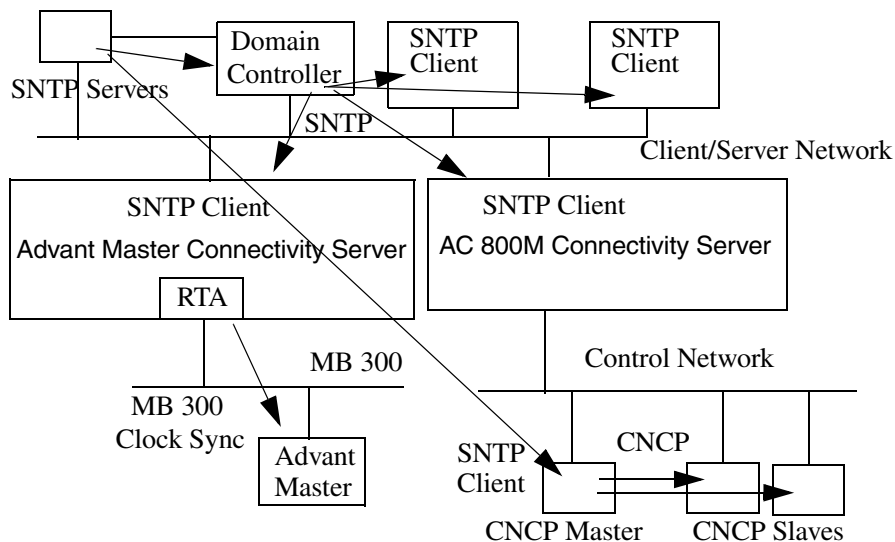 Domain
Controller
SNTP
Client
SNTP
Client
SNTP Servers
SNTP
Client/Server Network
SNTP Client
Advant Master Connectivity Server
RTA
SNTP Client
AC 800M Connectivity Server
MB 300
Control Network
MB 300
Clock Sync
Advant
Master
SNTP
Client
CNCP
CNCP Master
CNCP Slaves